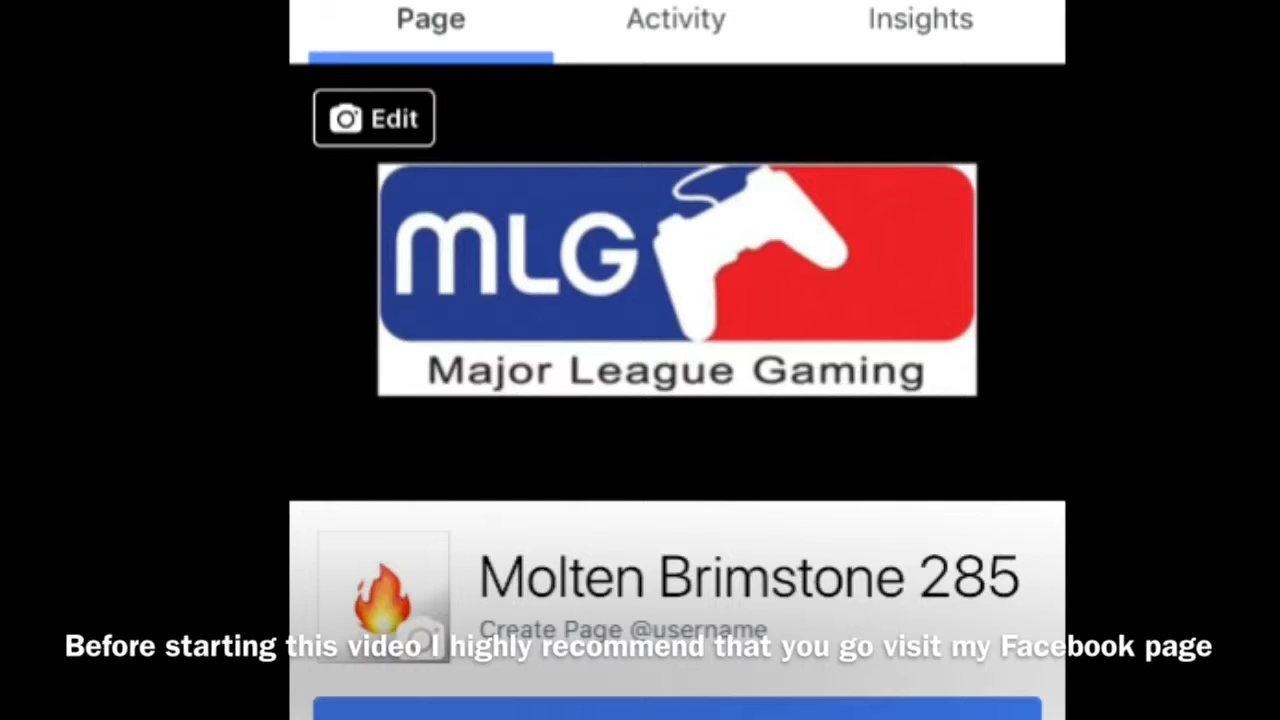 Page Activity Insights
Edit
MLG
Major League Gaming
Molten Brimstone 285
Create Page @username
Before starting this video I highly recommend that you go visit my Facebook page